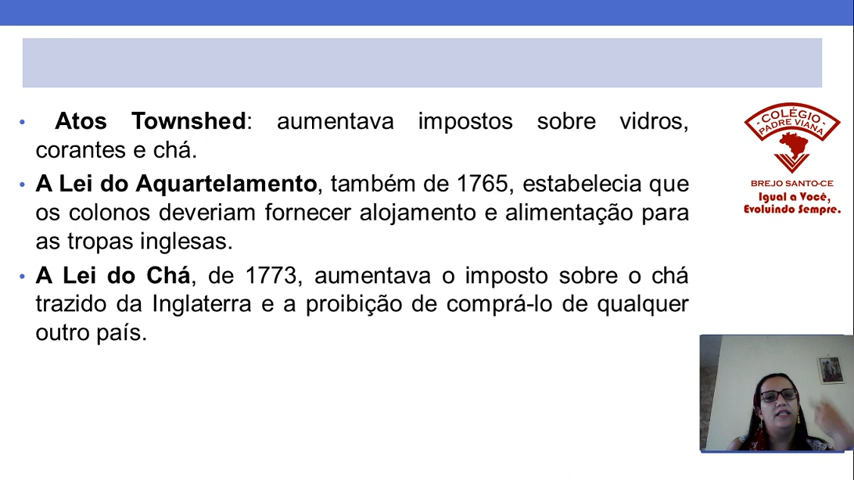 • Atos Townshed: aumentava impostos sobre vidros,
corantes e chá.
• A Lei do Aquartelamento, também de 1765, estabelecia que
os colonos deveriam fornecer alojamento e alimentação para
as tropas inglesas.
• A Lei do Chá, de 1773, aumentava o imposto sobre o chá
trazido da Inglaterra e a proibição de comprá-lo de qualquer
outro país.
COLÉGIO
PADRE VIANA
BREJO SANTO-CE
Igual a Você,
Evoluindo Sempre.